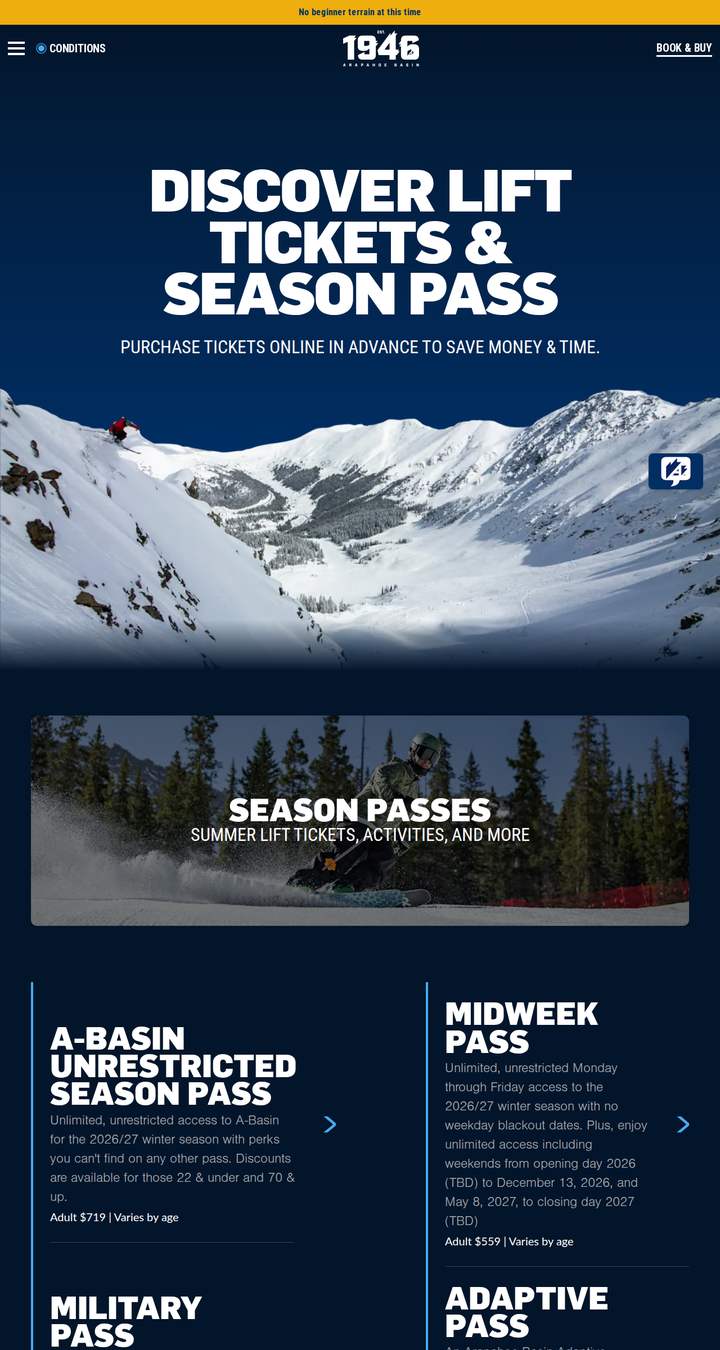 No beginner terrain at this time
CONDITIONS
EST.
1946
ARAPAHOE BASIN
BOOK & BUY
DISCOVER LIFT
TICKETS &
SEASON PASS
PURCHASE TICKETS ONLINE IN ADVANCE TO SAVE MONEY & TIME.
SEASON PASSES
SUMMER LIFT TICKETS, ACTIVITIES, AND MORE
A-BASIN
UNRESTRICTED
SEASON PASS
Unlimited, unrestricted access to A-Basin
for the 2026/27 winter season with perks
you can't find on any other pass. Discounts
are available for those 22 & under and 70 &
up.
Adult $719 | Varies by age
MIDWEEK
PASS
Unlimited, unrestricted Monday
through Friday access to the
2026/27 winter season with no
weekday blackout dates. Plus, enjoy
unlimited access including
weekends from opening day 2026
(TBD) to December 13, 2026, and
May 8, 2027, to closing day 2027
(TBD)
Adult $559 | Varies by age
MILITARY
PASS
ADAPTIVE
PASS
An Arapahoe Basin Adaptive